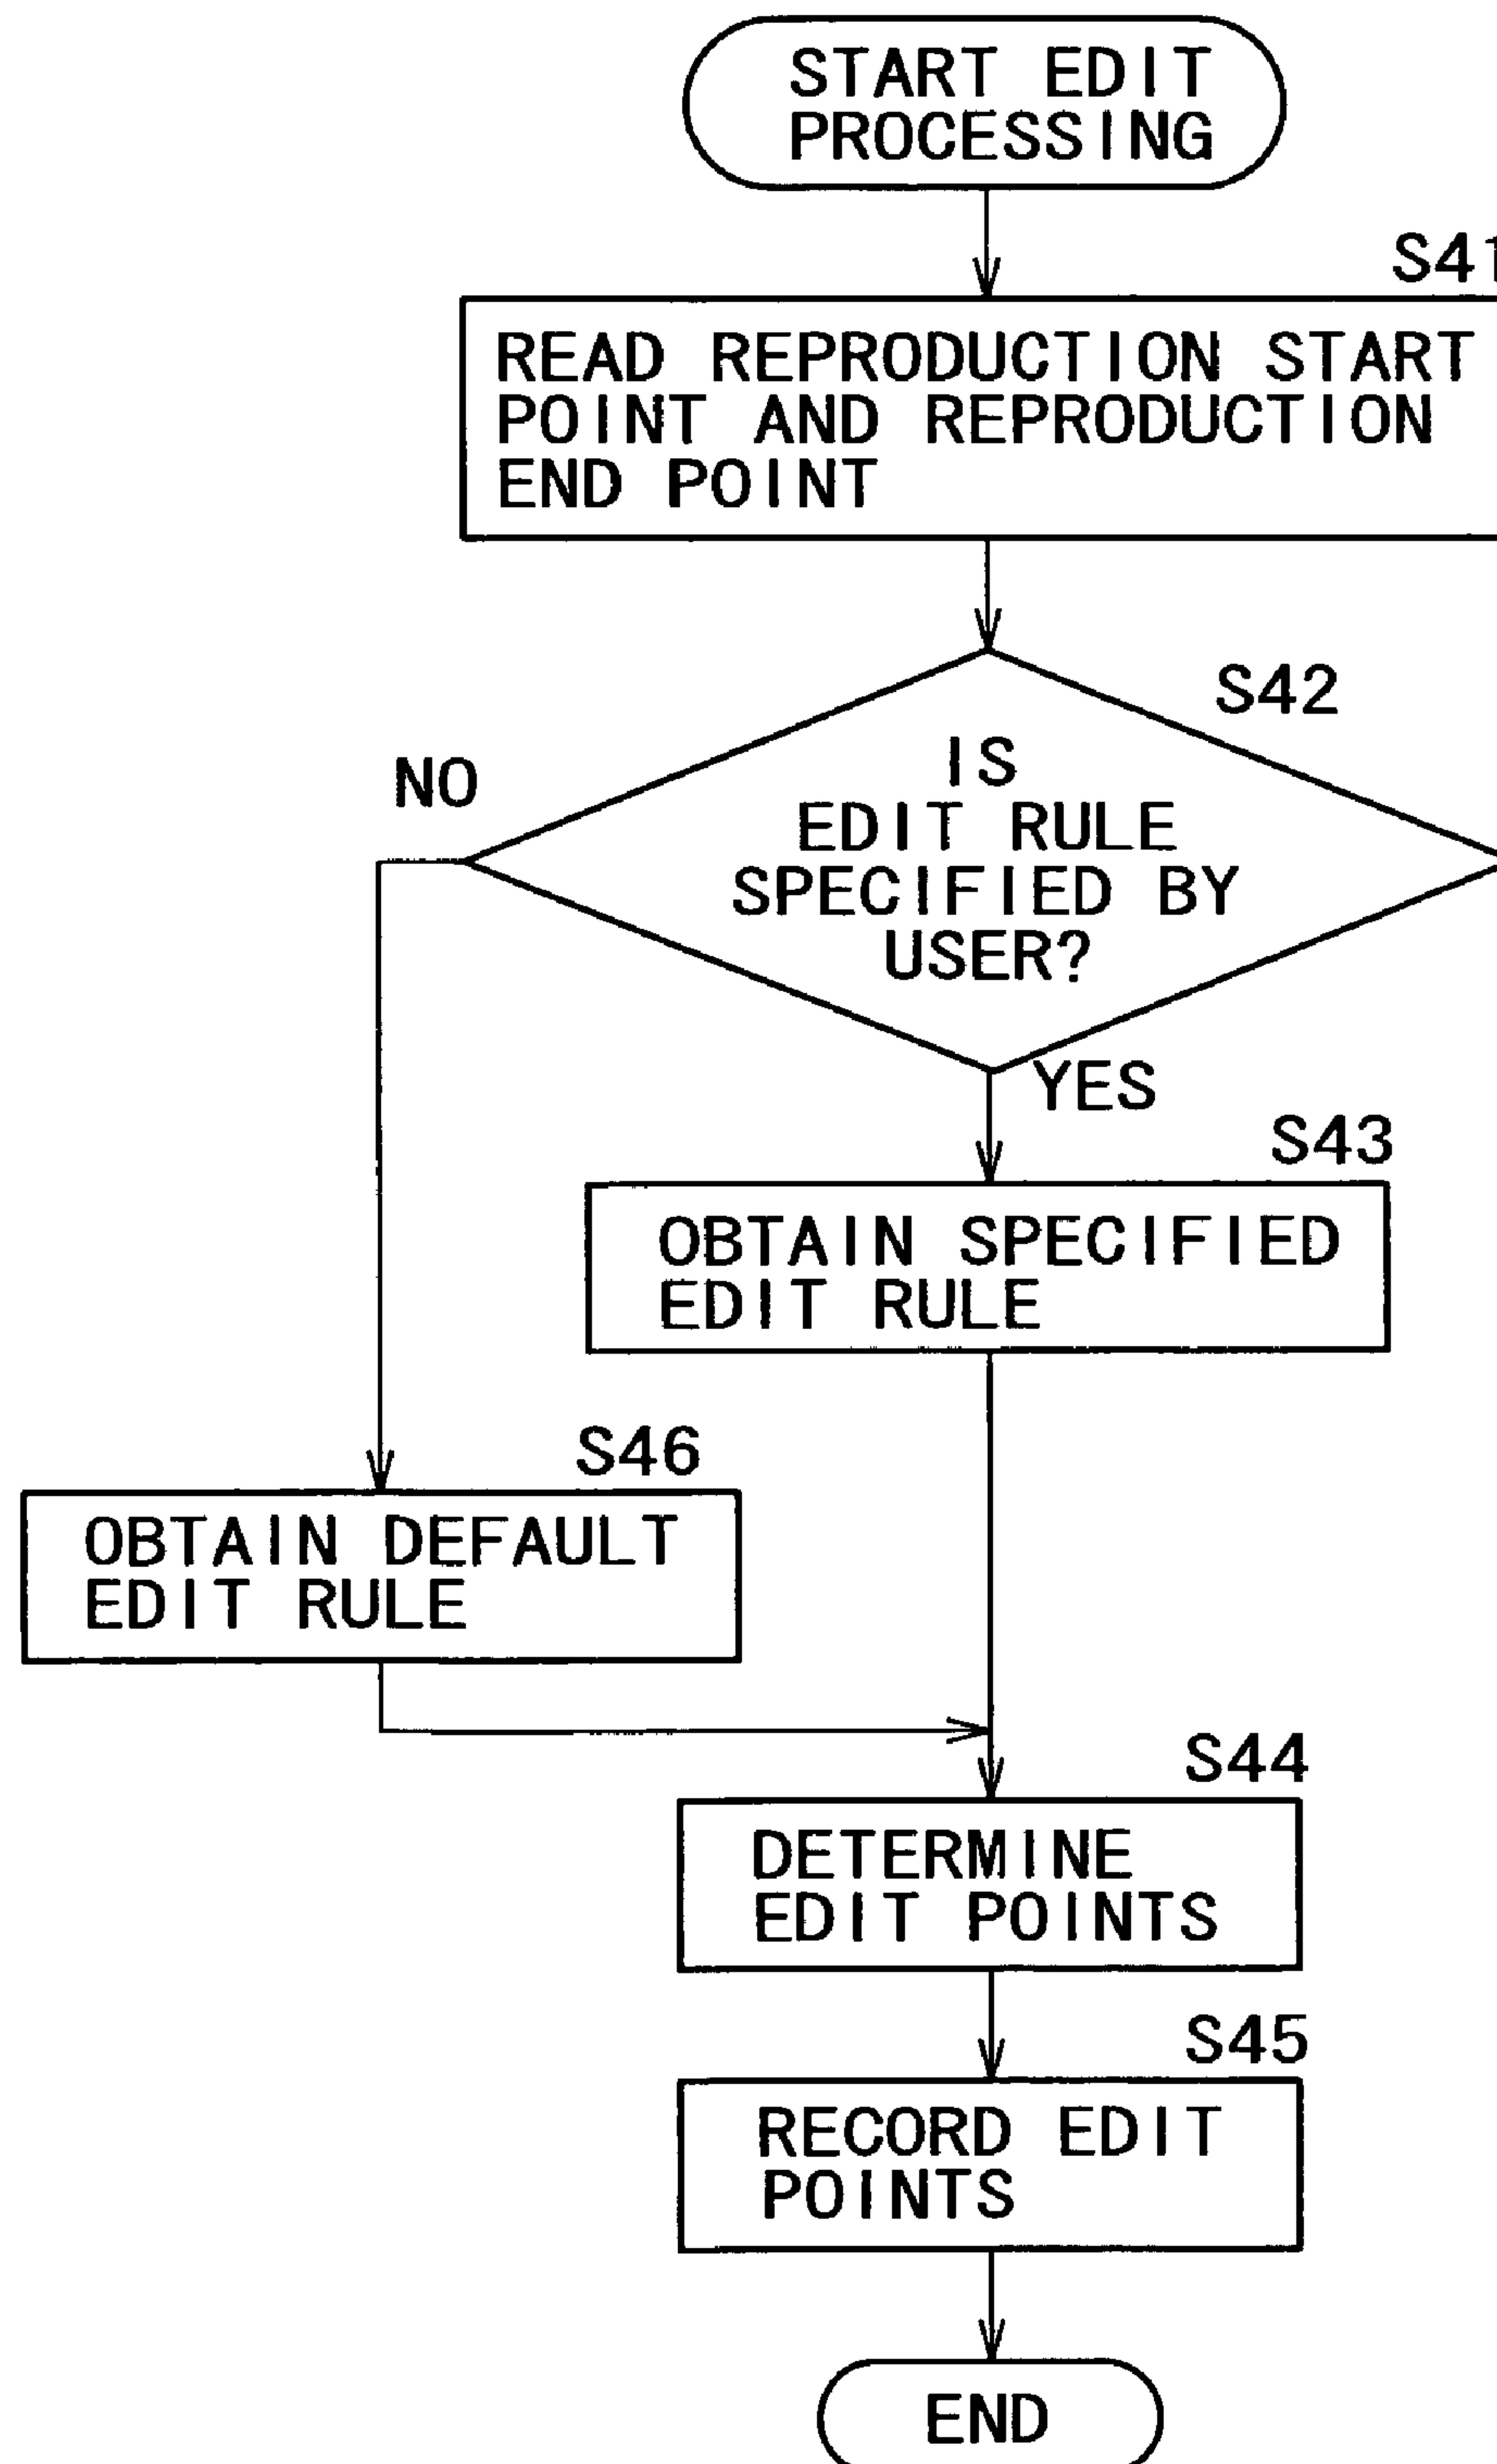 START EDIT
PROCESSING
S41
READ REPRODUCTION START
POINT AND REPRODUCTION
END POINT
S42
NO
IS
EDIT RULE
SPECIFIED BY
USER?
YES
S43
OBTAIN SPECIFIED
EDIT RULE
S46
OBTAIN DEFAULT
EDIT RULE
S44
DETERMINE
EDIT POINTS
S45
RECORD EDIT
POINTS
END